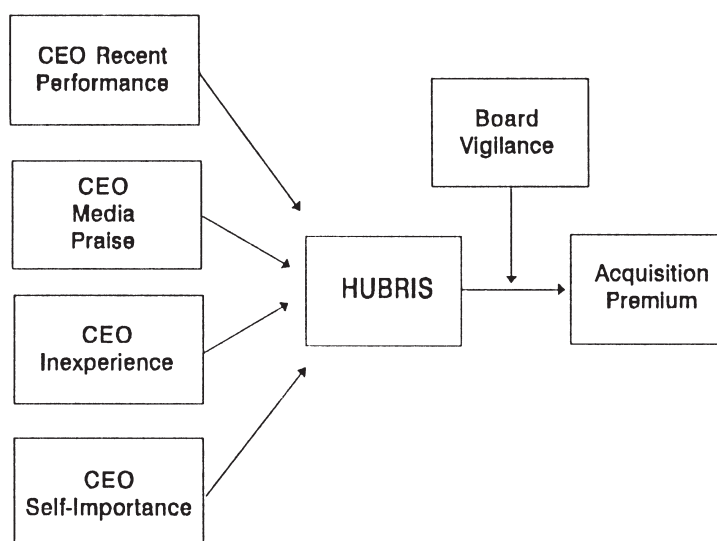 CEO Recent
Performance
CEO
Media
Praise
CEO
Inexperience
CEO
Self-Importance
HUBRIS
Board
Vigilance
Acquisition
Premium